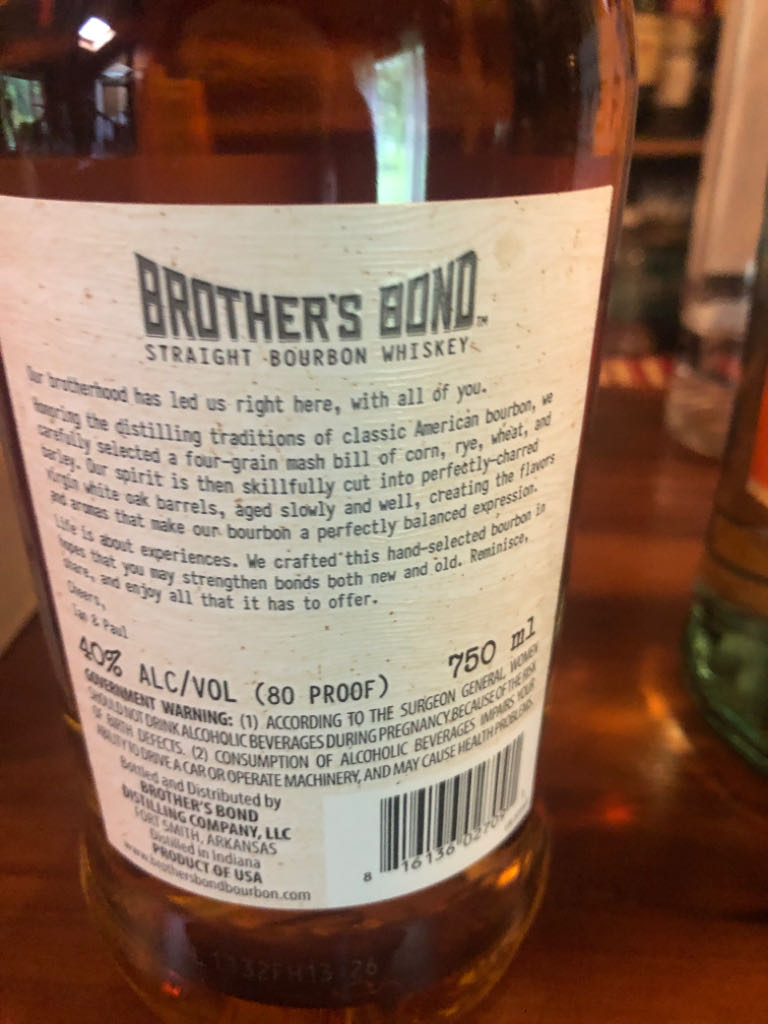 BROTHER'S BOND™
STRAIGHT BOURBON WHISKEY
Our brotherhood has led us right here, with all of you.
Honoring the distilling traditions of classic American bourbon, we
carefully selected a four-grain mash bill of corn, rye, wheat, and
barley. Our spirit is then skillfully cut into perfectly-charred
virgin white oak barrels, aged slowly and well, creating the flavors
and aromas that make our bourbon a perfectly balanced expression.
Life is about experiences. We crafted this hand-selected bourbon in
hopes that you may strengthen bonds both new and old. Reminisce,
share, and enjoy all that it has to offer.
Cheers,
Ian & Paul
40% ALC/VOL (80 PROOF) 750 ml
GOVERNMENT WARNING: (1) ACCORDING TO THE SURGEON GENERAL, WOMEN
SHOULD NOT DRINK ALCOHOLIC BEVERAGES DURING PREGNANCY BECAUSE OF THE RISK
OF BIRTH DEFECTS. (2) CONSUMPTION OF ALCOHOLIC BEVERAGES IMPAIRS YOUR
ABILITY TO DRIVE A CAR OR OPERATE MACHINERY, AND MAY CAUSE HEALTH PROBLEMS.
Bottled and Distributed by
BROTHER'S BOND
DISTILLING COMPANY, LLC
FORT SMITH, ARKANSAS
Distilled in Indiana
PRODUCT OF USA
www.brothersbondbourbon.com
8 16136